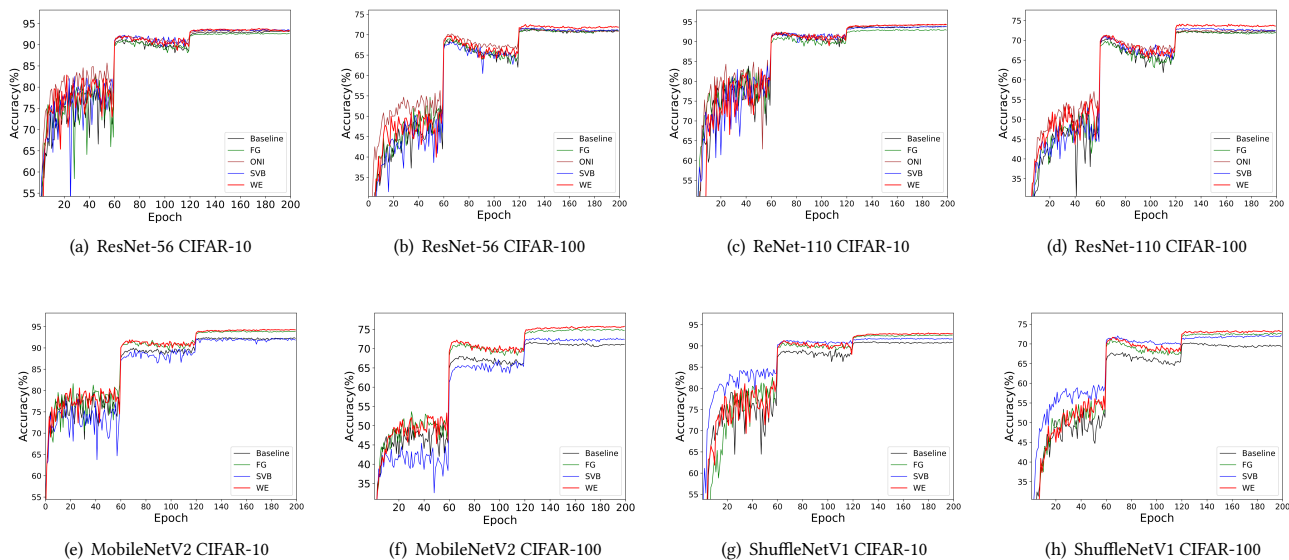 Accuracy(%)
95
90
85
80
75
70
65
60
55
20 40 60 80 100 120 140 160 180 200
Epoch
Baseline
FG
ONI
SVB
WE
(a) ResNet-56 CIFAR-10
Accuracy(%)
75
70
65
60
55
50
45
40
35
0 20 40 60 80 100 120 140 160 180 200
Epoch
Baseline
FG
ONI
SVB
WE
(b) ResNet-56 CIFAR-100
Accuracy(%)
95
90
85
80
75
70
65
60
55
20 40 60 80 100 120 140 160 180 200
Epoch
Baseline
FG
ONI
SVB
WE
(c) ReNet-110 CIFAR-10
Accuracy(%)
75
70
65
60
55
50
45
40
35
20 40 60 80 100 120 140 160 180 200
Epoch
Baseline
FG
ONI
SVB
WE
(d) ResNet-110 CIFAR-100
Accuracy(%)
95
90
85
80
75
70
65
60
55
0 20 40 60 80 100 120 140 160 180 200
Epoch
Baseline
FG
SVB
WE
(e) MobileNetV2 CIFAR-10
Accuracy(%)
75
70
65
60
55
50
45
40
35
0 20 40 60 80 100 120 140 160 180 200
Epoch
Baseline
FG
SVB
WE
(f) MobileNetV2 CIFAR-100
Accuracy(%)
95
90
85
80
75
70
65
60
55
0 20 40 60 80 100 120 140 160 180 200
Epoch
Baseline
FG
SVB
WE
(g) ShuffleNetV1 CIFAR-10
Accuracy(%)
75
70
65
60
55
50
45
40
35
20 40 60 80 100 120 140 160 180 200
Epoch
Baseline
FG
SVB
WE
(h) ShuffleNetV1 CIFAR-100